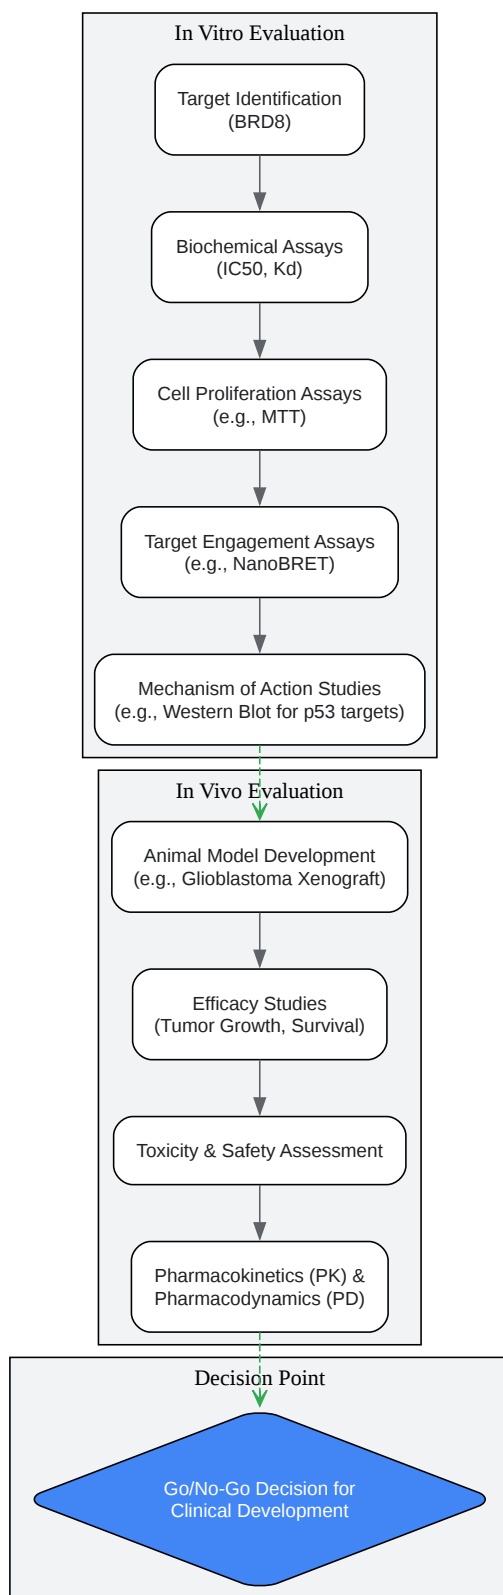 In Vitro Evaluation
Target Identification
(BRD8)
Biochemical Assays
(IC50, Kd)
Cell Proliferation Assays
(e.g., MTT)
Target Engagement Assays
(e.g., NanoBRET)
Mechanism of Action Studies
(e.g., Western Blot for p53 targets)
In Vivo Evaluation
Animal Model Development
(e.g., Glioblastoma Xenograft)
Efficacy Studies
(Tumor Growth, Survival)
Toxicity & Safety Assessment
Pharmacokinetics (PK) &
Pharmacodynamics (PD)
Decision Point
Go/No-Go Decision for
Clinical Development